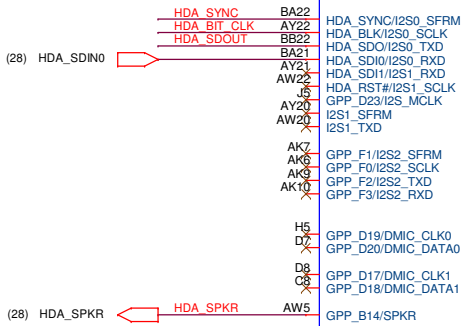 HDA_SYNC BA22 HDA_SYNC/I2S0_SFRM
HDA_BIT_CLK AY22 HDA_BLK/I2S0_SCLK
HDA_SDOUT BB22 HDA_SDO/I2S0_TXD
(28) HDA_SDIN0 BA21 HDA_SDI0/I2S0_RXD
AY21 HDA_SDI1/I2S1_RXD
AW22 HDA_RST#/I2S1_SCLK
J5 GPP_D23/I2S_MCLK
AY20 I2S1_SFRM
AW20 I2S1_TXD
AK7 GPP_F1/I2S2_SFRM
AK6 GPP_F0/I2S2_SCLK
AK9 GPP_F2/I2S2_TXD
AK10 GPP_F3/I2S2_RXD
H5 GPP_D19/DMIC_CLK0
D7 GPP_D20/DMIC_DATA0
D8 GPP_D17/DMIC_CLK1
C8 GPP_D18/DMIC_DATA1
(28) HDA_SPKR HDA_SPKR AW5 GPP_B14/SPKR